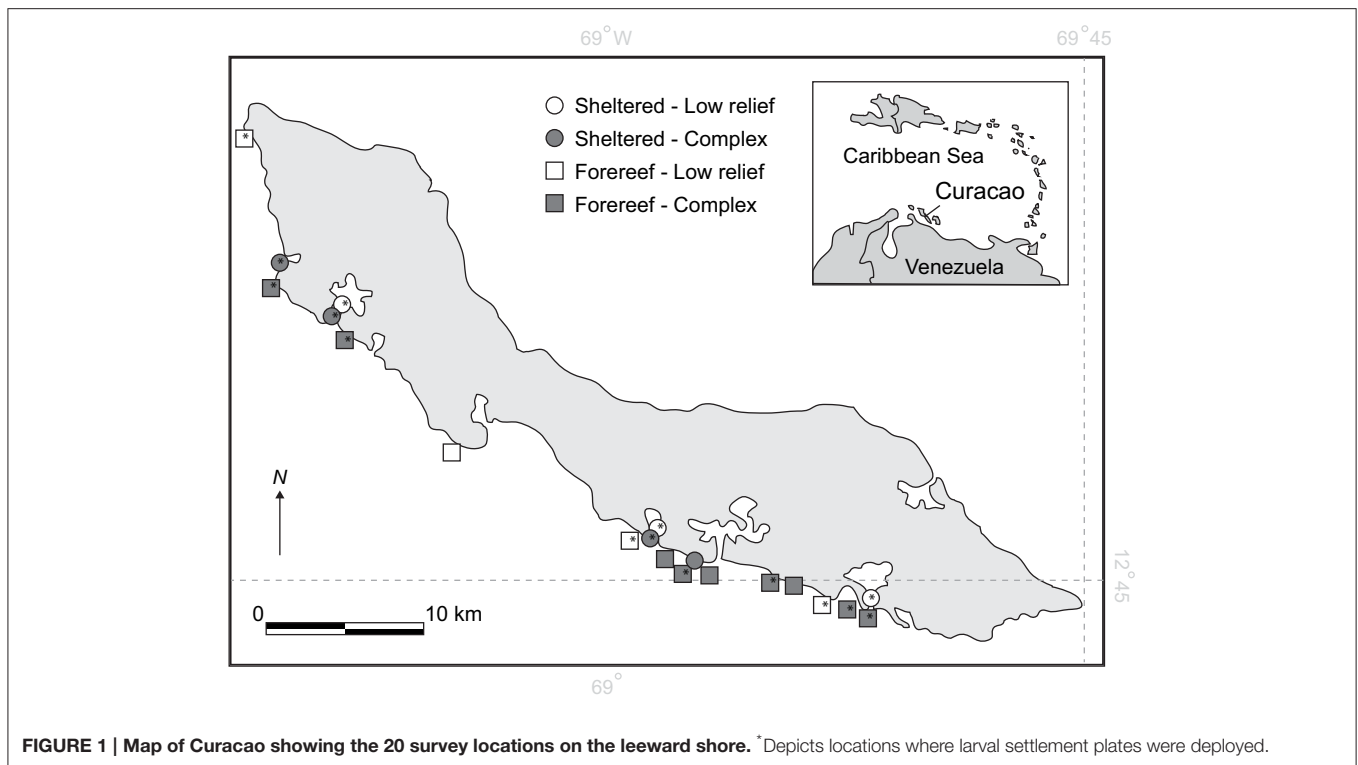 69°W
69°45
Sheltered - Low relief
Sheltered - Complex
Forereef - Low relief
Forereef - Complex
Caribbean Sea
Curacao
Venezuela
N
0
10 km
12°45
69°
FIGURE 1 | Map of Curacao showing the 20 survey locations on the leeward shore. *Depicts locations where larval settlement plates were deployed.